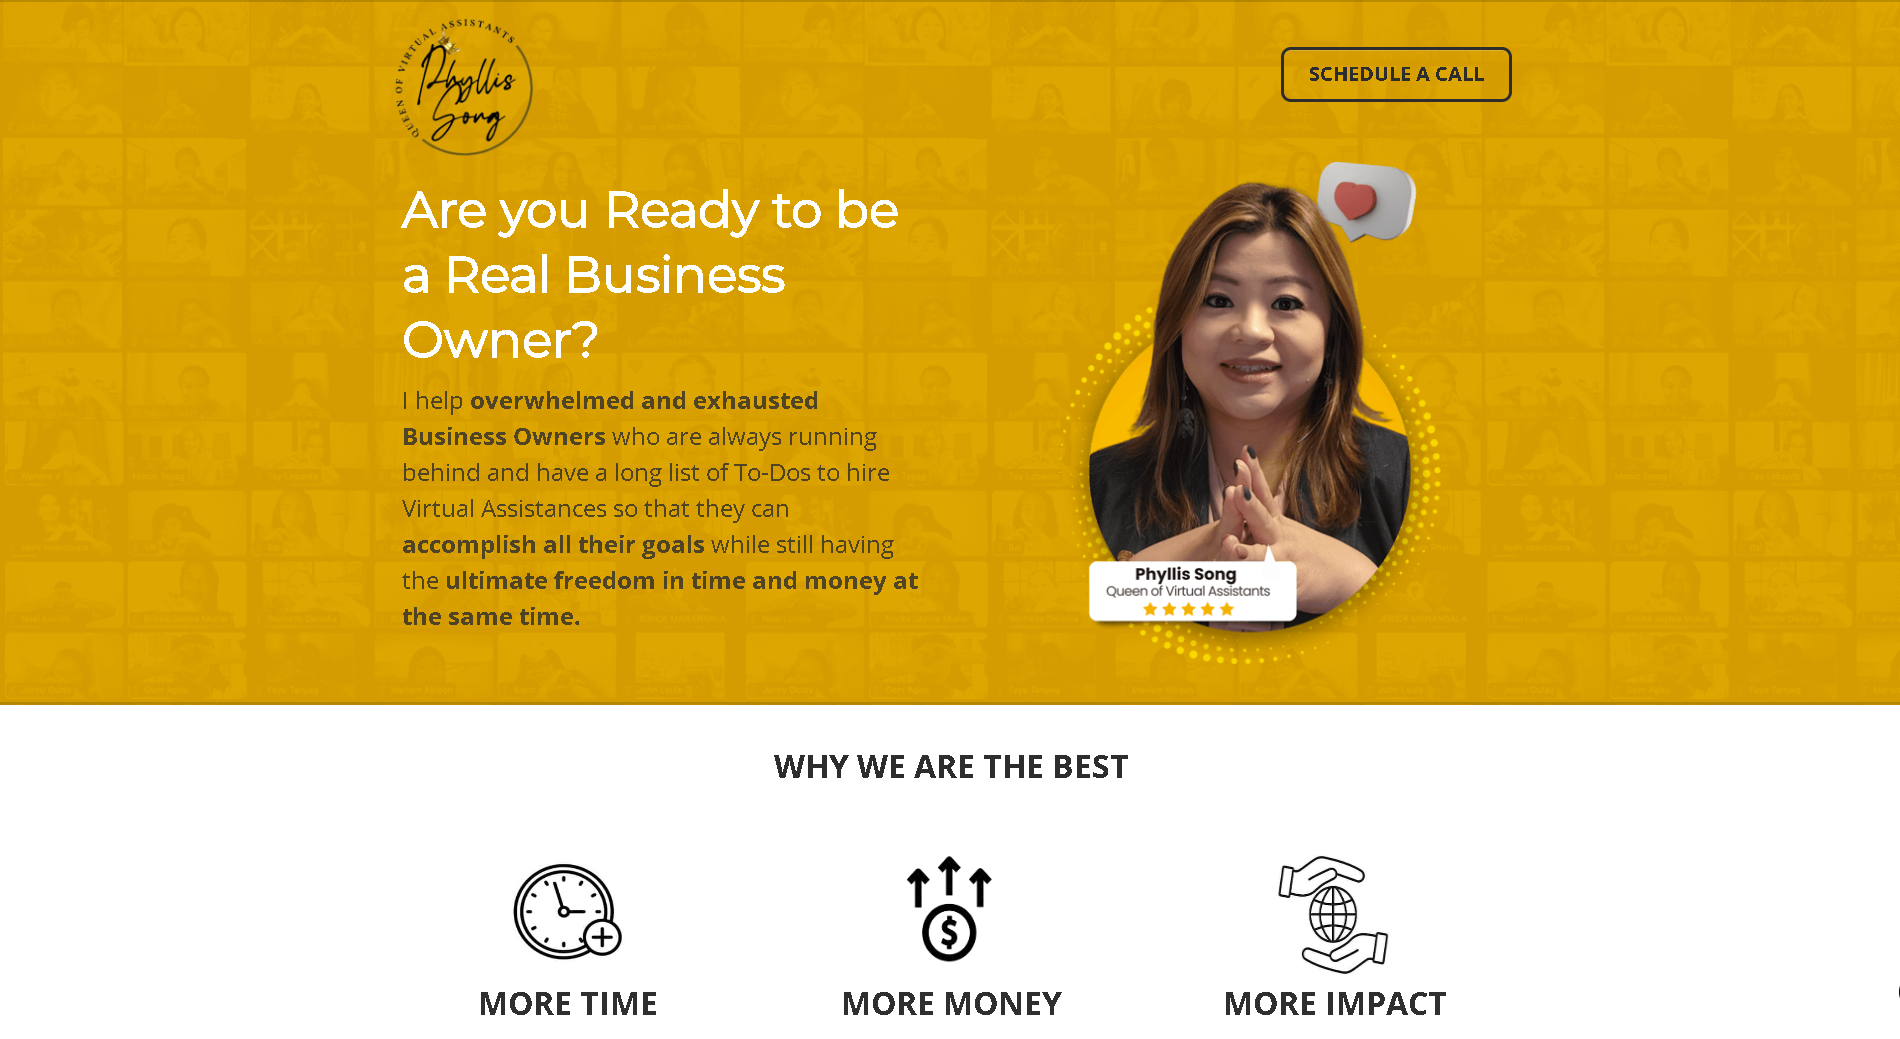 QUEEN OF VIRTUAL ASSISTANTS
Phyllis
Song
SCHEDULE A CALL
Are you Ready to be
a Real Business
Owner?
I help overwhelmed and exhausted
Business Owners who are always running
behind and have a long list of To-Dos to hire
Virtual Assistances so that they can
accomplish all their goals while still having
the ultimate freedom in time and money at
the same time.
Phyllis Song
Queen of Virtual Assistants
WHY WE ARE THE BEST
$
MORE TIME
MORE MONEY
MORE IMPACT